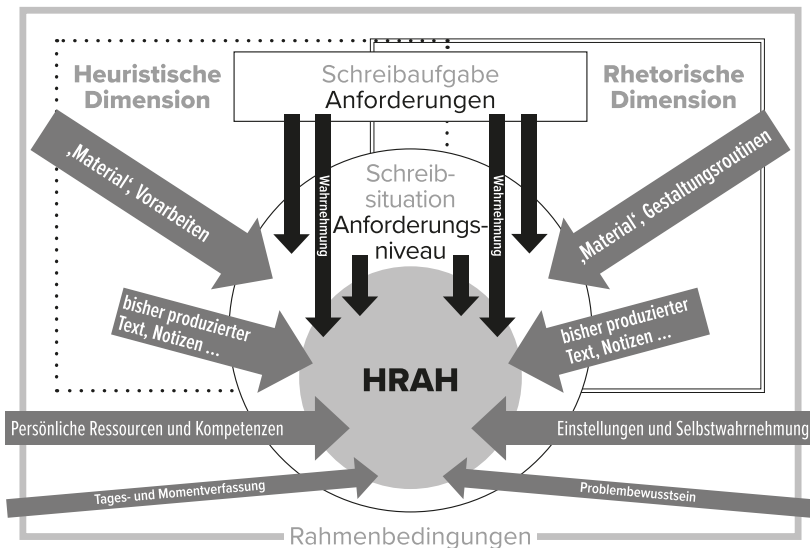 Heuristische
Dimension
Schreibaufgabe
Anforderungen
Rhetorische
Dimension
‚Material‘, Vorarbeiten
‚Material‘, Gestaltungsroutinen
Wahrnehmung
Schreib-
situation
Anforderungs-
niveau
Wahrnehmung
bisher produzierter
Text, Notizen ...
bisher produzierter
Text, Notizen ...
HRAH
Persönliche Ressourcen und Kompetenzen
Einstellungen und Selbstwahrnehmung
Tages- und Momentverfassung
Problembewusstsein
Rahmenbedingungen